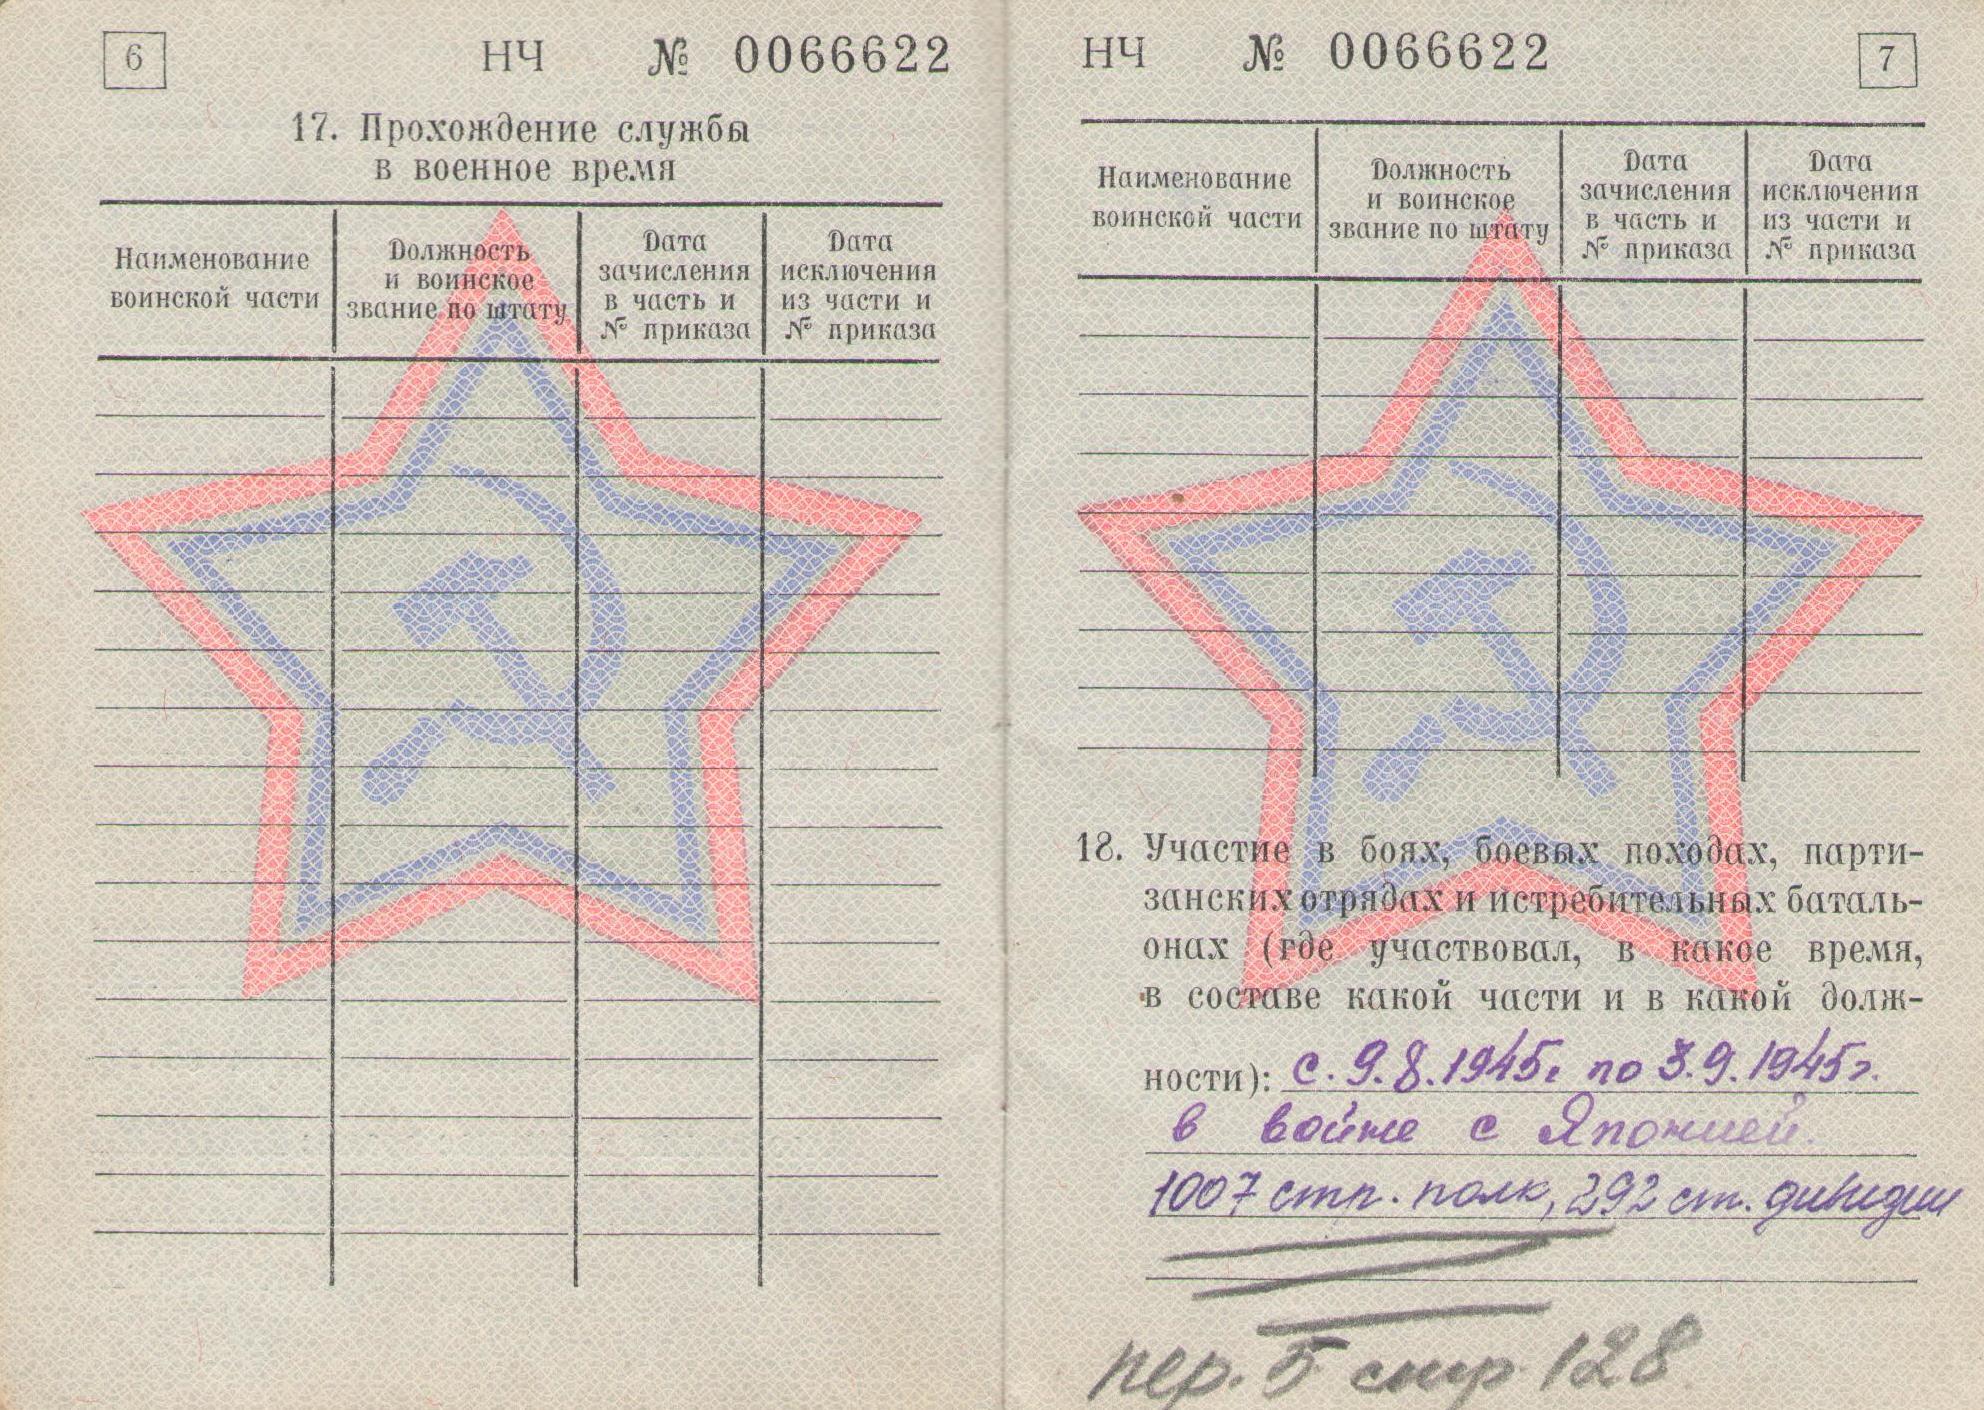 6
НЧ № 0066622
17. Прохождение службы
в военное время
Наименование
воинской части
Должность
и воинское
звание по штату
Дата
зачисления
в часть и
№ приказа
Дата
исключения
из части и
№ приказа
НЧ № 0066622
7
Наименование
воинской части
Должность
и воинское
звание по штату
Дата
зачисления
в часть и
№ приказа
Дата
исключения
из части и
№ приказа
18. Участие в боях, боевых походах, парти-
занских отрядах и истребительных баталь-
онах (где участвовал, в какое время,
в составе какой части и в какой долж-
ности): с. 9.8.1945г по 3.9.1945г.
в войне с Японией.
1007 стр. полк, 292 ст. дивизии
пер. 5 стр 128